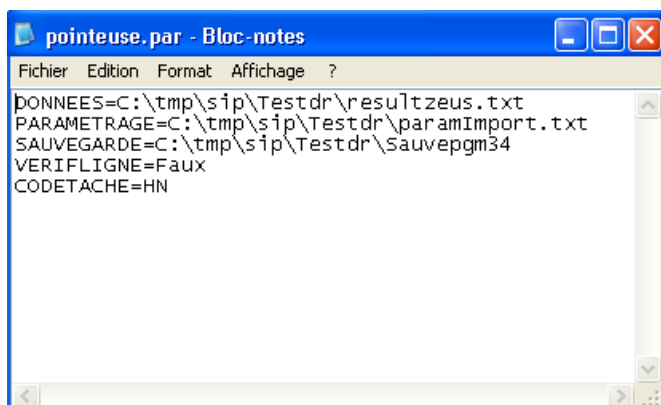 pointeuse.par - Bloc-notes
Fichier Edition Format Affichage ?
DONNEES=C:\tmp\sip\Testdr\resultzeus.txt
PARAMETRAGE=C:\tmp\sip\Testdr\paramImport.txt
SAUVEGARDE=C:\tmp\sip\Testdr\Sauvepgm34
VERIFLIGNE=Faux
CODETACHE=HN